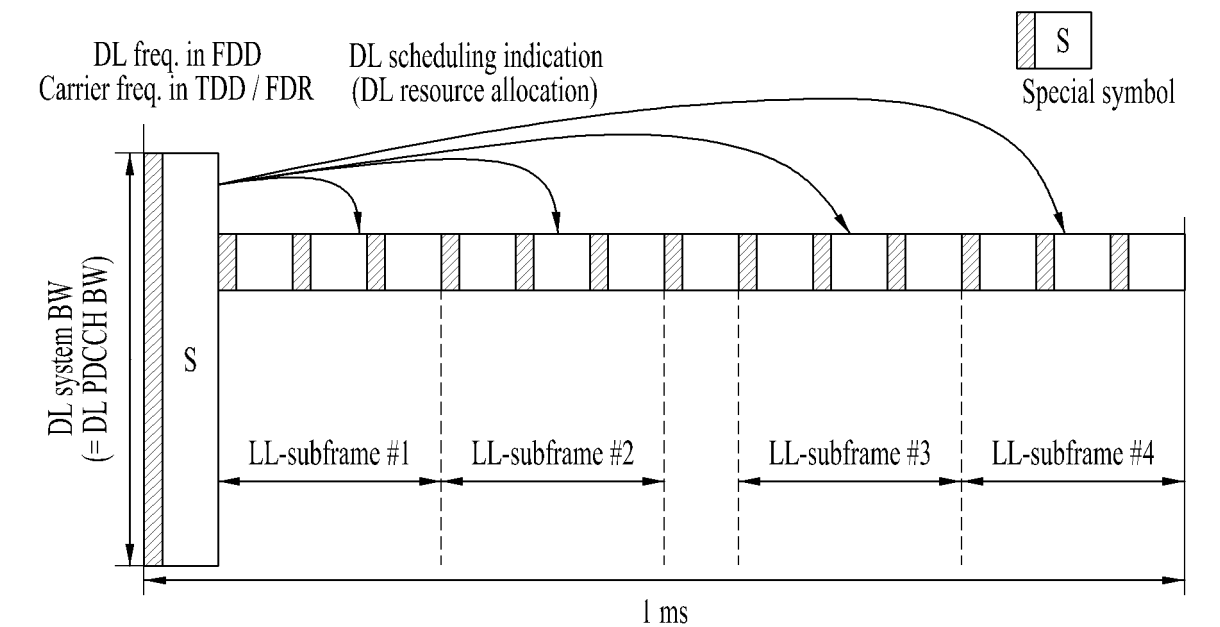 DL freq. in FDD
Carrier freq. in TDD / FDR
DL scheduling indication
(DL resource allocation)
S
Special symbol
DL system BW
(= DL PDCCH BW)
S
LL-subframe #1
LL-subframe #2
LL-subframe #3
LL-subframe #4
1 ms